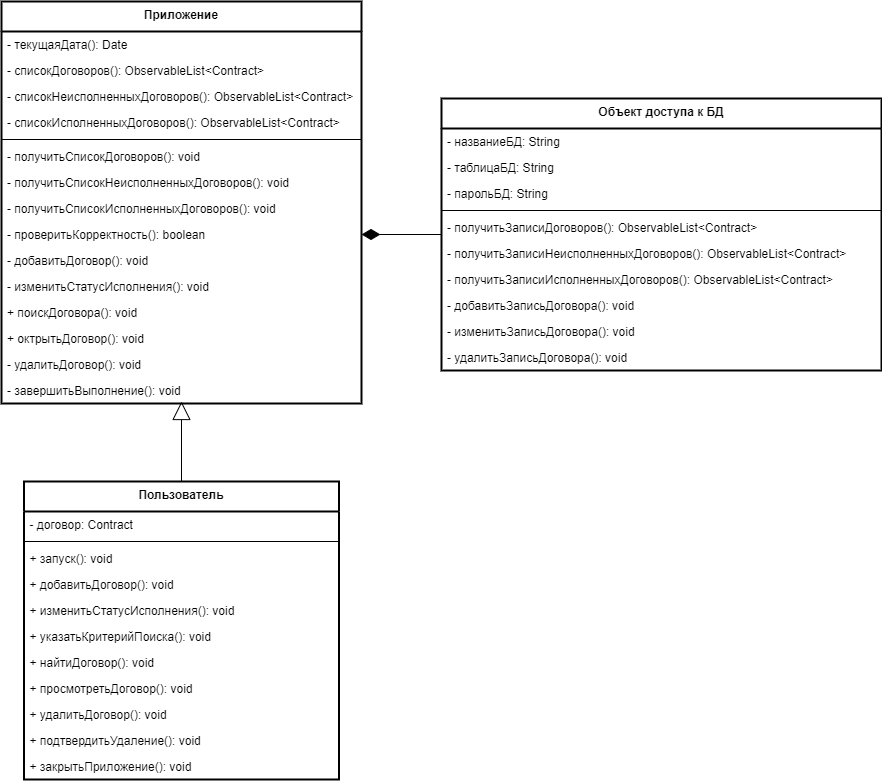 Приложение
- текущаяДата(): Date
- списокДоговоров(): ObservableList<Contract>
- списокНеисполненныхДоговоров(): ObservableList<Contract>
- списокИсполненныхДоговоров(): ObservableList<Contract>
- получитьСписокДоговоров(): void
- получитьСписокНеисполненныхДоговоров(): void
- получитьСписокИсполненныхДоговоров(): void
- проверитьКорректность(): boolean
- добавитьДоговор(): void
- изменитьСтатусИсполнения(): void
+ поискДоговора(): void
+ октрытьДоговор(): void
- удалитьДоговор(): void
- завершитьВыполнение(): void
Объект доступа к БД
- названиеБД: String
- таблицаБД: String
- парольБД: String
- получитьЗаписиДоговоров(): ObservableList<Contract>
- получитьЗаписиНеисполненныхДоговоров(): ObservableList<Contract>
- получитьЗаписиИсполненныхДоговоров(): ObservableList<Contract>
- добавитьЗаписьДоговора(): void
- изменитьЗаписьДоговора(): void
- удалитьЗаписьДоговора(): void
Пользователь
- договор: Contract
+ запуск(): void
+ добавитьДоговор(): void
+ изменитьСтатусИсполнения(): void
+ указатьКритерийПоиска(): void
+ найтиДоговор(): void
+ просмотретьДоговор(): void
+ удалитьДоговор(): void
+ подтвердитьУдаление(): void
+ закрытьПриложение(): void